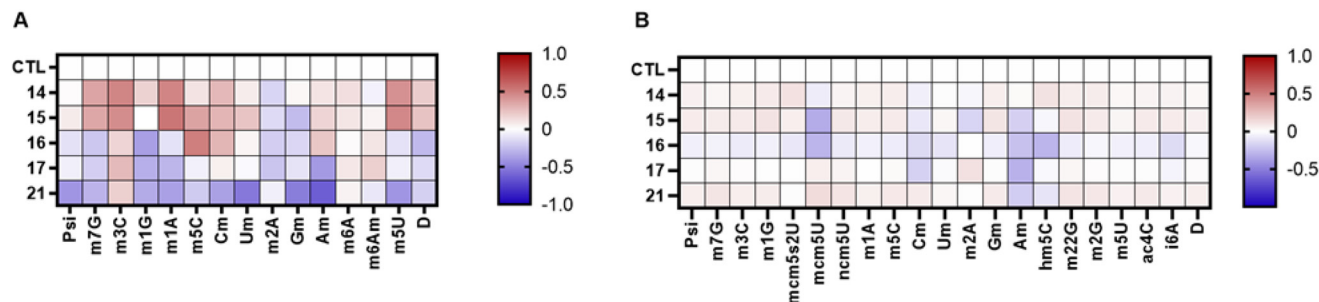 A
CTL
14
15
16
17
21
Psi
m7G
m3C
m1G
m1A
m5C
Cm
Um
m2A
Gm
Am
m6A
m6Am
m5U
D
1.0
0.5
0
-0.5
-1.0
B
CTL
14
15
16
17
21
Psi
m7G
m3C
m1G
mcm5s2U
mcm5U
ncm5U
m1A
m5C
Cm
Um
m2A
Gm
Am
hm5C
m22G
m2G
m5U
ac4C
i6A
D
1.0
0.5
0
-0.5